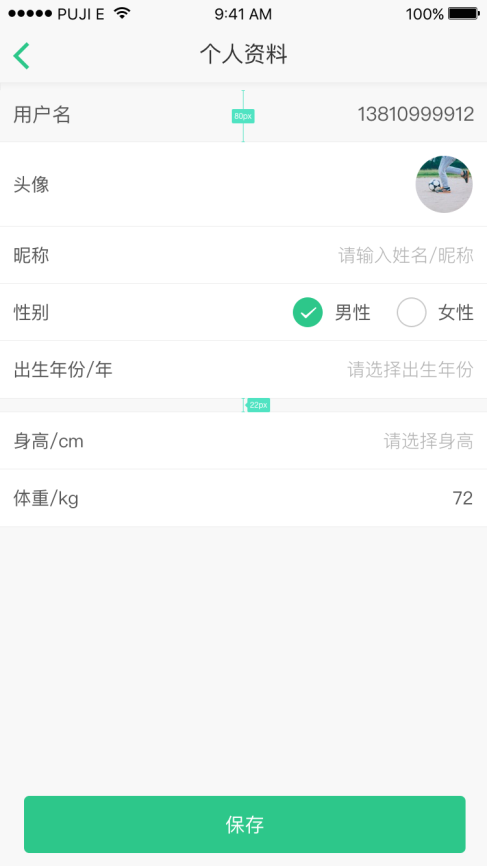 PUJI E 9:41 AM 100%
个人资料
用户名 13810999912
80px
头像
昵称 请输入姓名/昵称
性别 男性 女性
出生年份/年 请选择出生年份
22px
身高/cm 请选择身高
体重/kg 72
保存